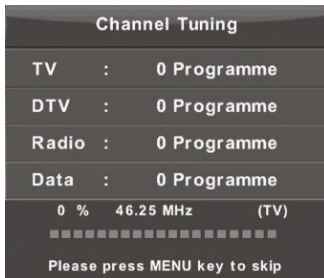 Channel Tuning
TV : 0 Programme
DTV : 0 Programme
Radio : 0 Programme
Data : 0 Programme
0 % 46.25 MHz (TV)
Please press MENU key to skip